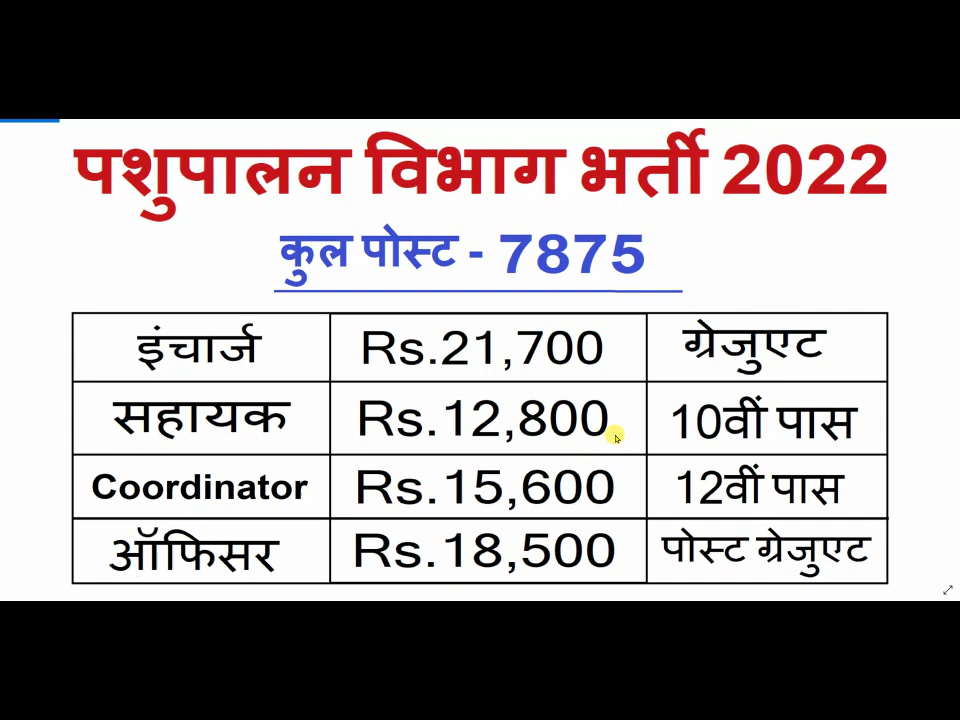 पशुपालन विभाग भर्ती 2022
कुल पोस्ट - 7875
इंचार्ज Rs.21,700 ग्रेजुएट
सहायक Rs.12,800 10वीं पास
Coordinator Rs.15,600 12वीं पास
ऑफिसर Rs.18,500 पोस्ट ग्रेजुएट